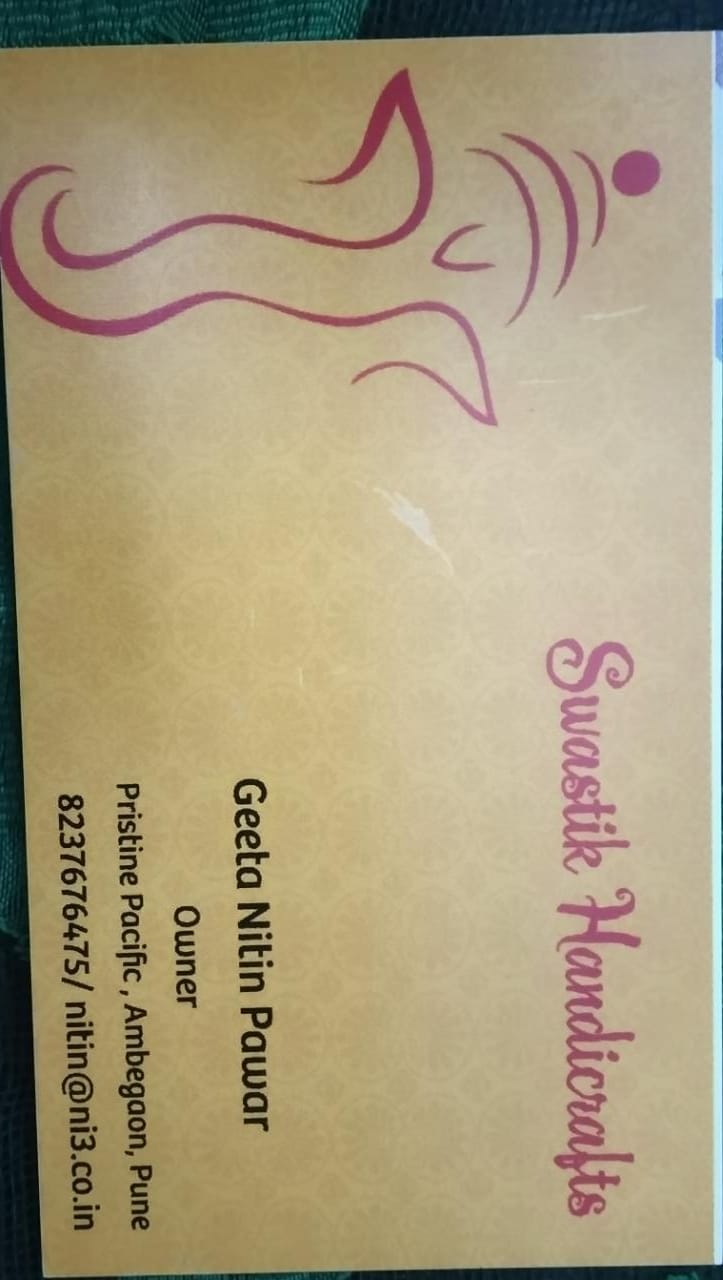 Swastik Handicrafts
Geeta Nitin Pawar
Owner
Pristine Pacific , Ambegaon, Pune
8237676475/ nitin@ni3.co.in